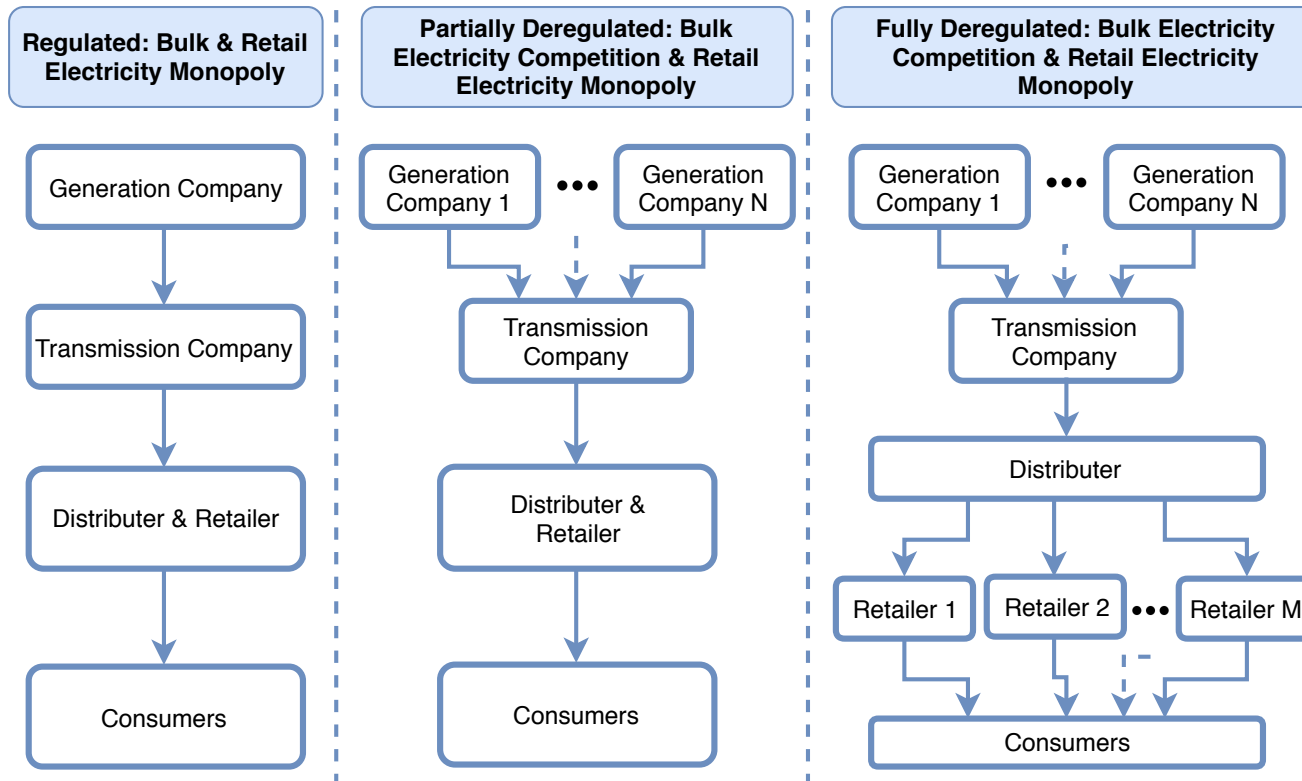 Regulated: Bulk & Retail
Electricity Monopoly
Generation Company
Transmission Company
Distributer & Retailer
Consumers
Partially Deregulated: Bulk
Electricity Competition & Retail
Electricity Monopoly
Generation
Company 1
Generation
Company N
Transmission
Company
Distributer &
Retailer
Consumers
Fully Deregulated: Bulk Electricity
Competition & Retail Electricity
Monopoly
Generation
Company 1
Generation
Company N
Transmission
Company
Distributer
Retailer 1
Retailer 2
Retailer M
Consumers